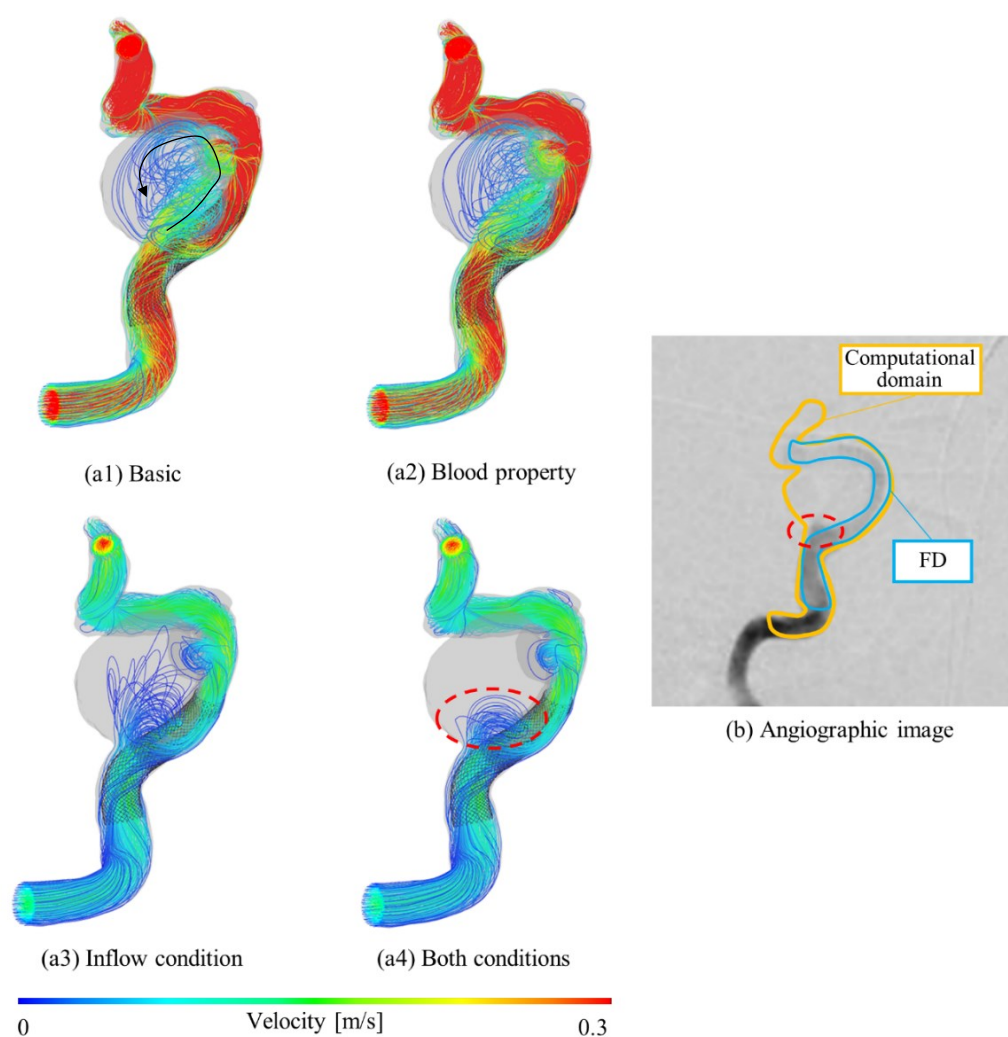 (a1) Basic
(a2) Blood property
Computational
domain
FD
(b) Angiographic image
(a3) Inflow condition
(a4) Both conditions
0
Velocity [m/s]
0.3